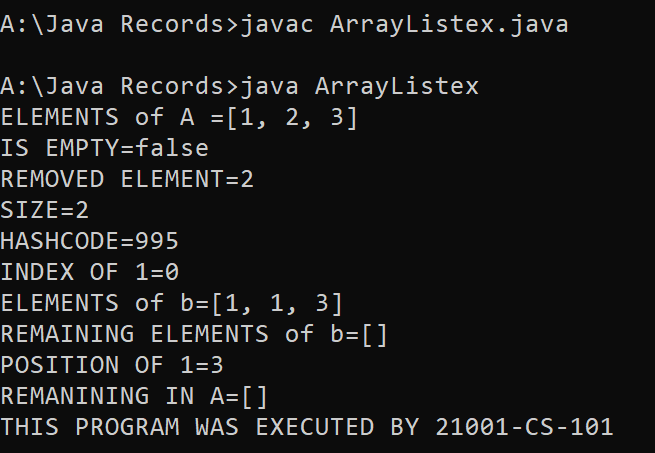 A:\Java Records>javac ArrayListex.java
A:\Java Records>java ArrayListex
ELEMENTS of A =[1, 2, 3]
IS EMPTY=false
REMOVED ELEMENT=2
SIZE=2
HASHCODE=995
INDEX OF 1=0
ELEMENTS of b=[1, 1, 3]
REMAINING ELEMENTS of b=[]
POSITION OF 1=3
REMANINING IN A=[]
THIS PROGRAM WAS EXECUTED BY 21001-CS-101